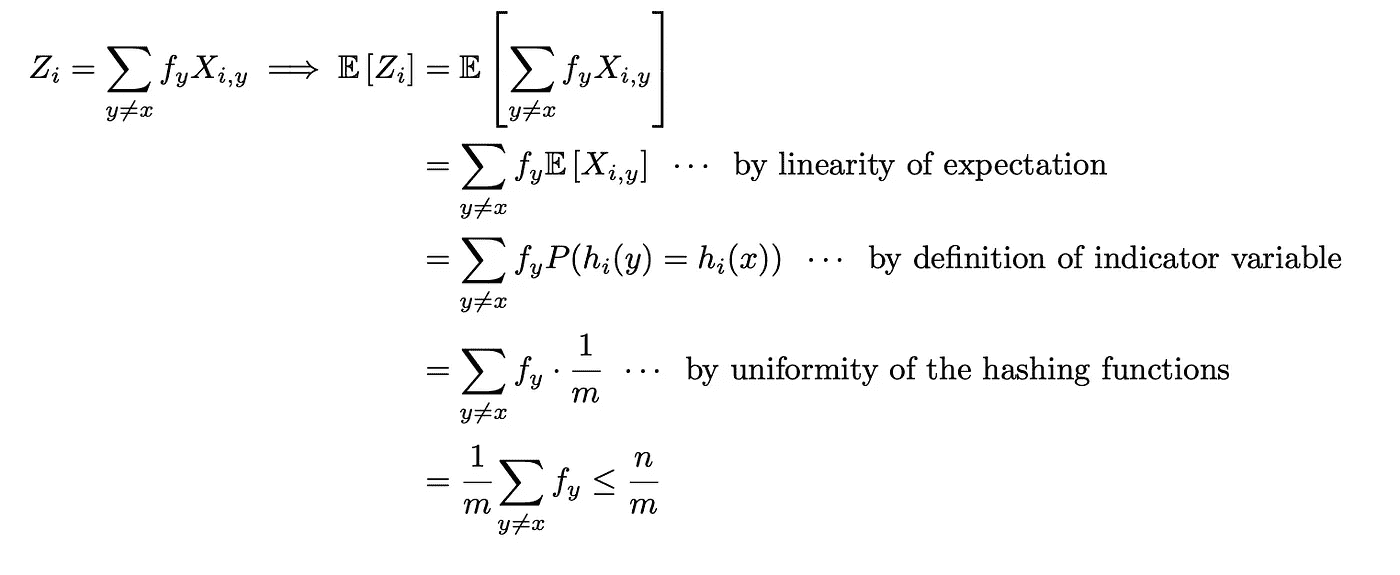 Z_i = \sum_{y \neq x} f_y X_{i,y} \implies \mathbb{E}[Z_i] = \mathbb{E}\left[\sum_{y \neq x} f_y X_{i,y}\right]
= \sum_{y \neq x} f_y \mathbb{E}[X_{i,y}] \cdots by linearity of expectation
= \sum_{y \neq x} f_y P(h_i(y) = h_i(x)) \cdots by definition of indicator variable
= \sum_{y \neq x} f_y \cdot \frac{1}{m} \cdots by uniformity of the hashing functions
= \frac{1}{m} \sum_{y \neq x} f_y \leq \frac{n}{m}